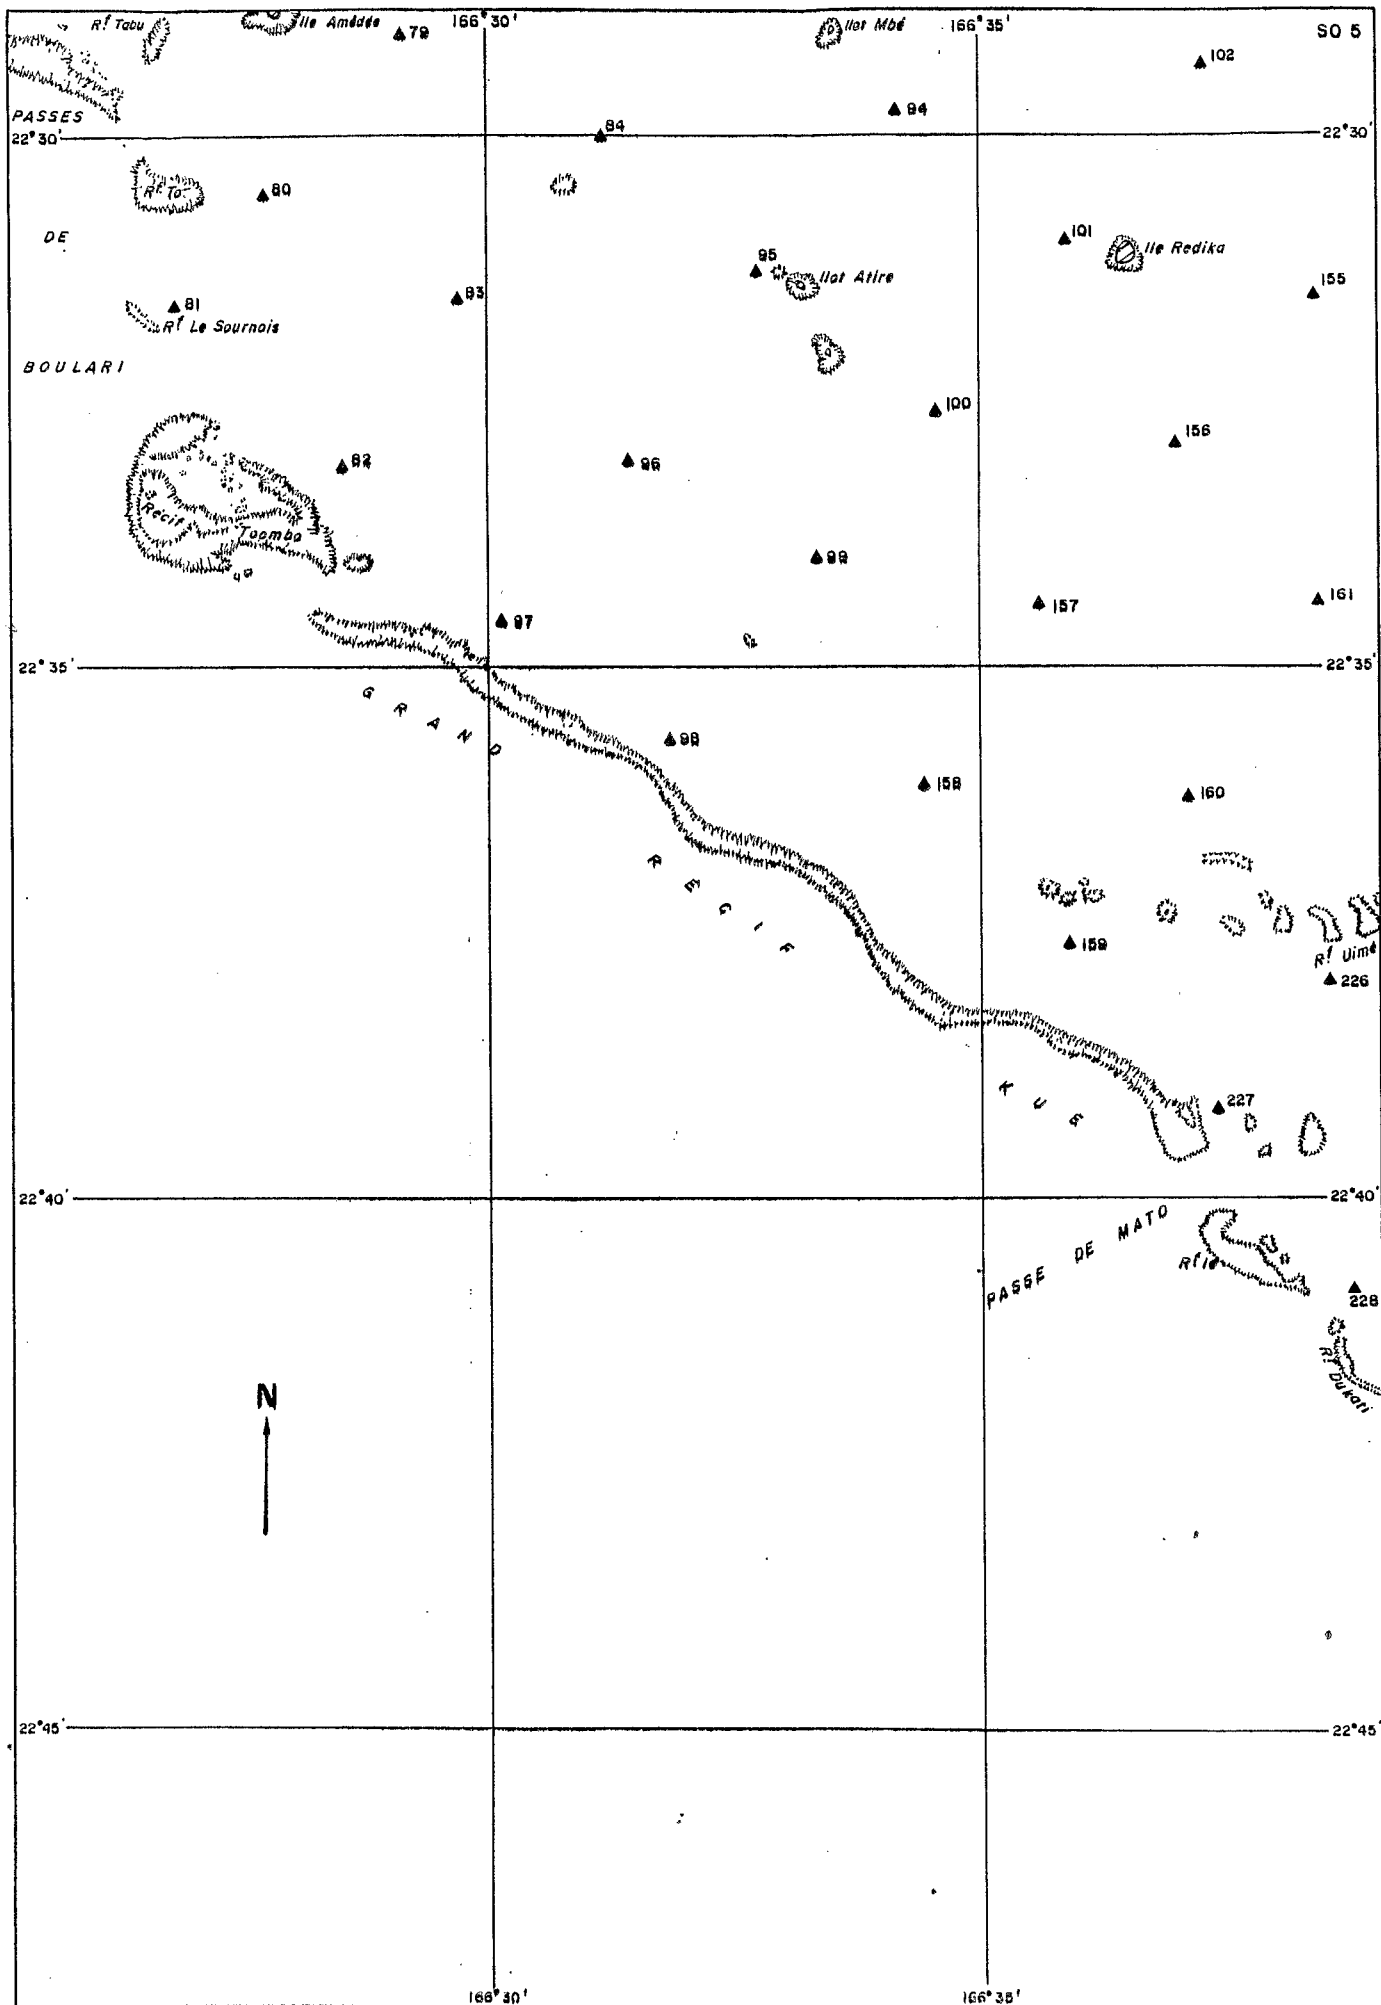 Rf Tabu
Ile Amédée
79
166°30'
Ilot Mbé
166°35'
SO 5
102
PASSES
94
84
22°30'
22°30'
Rf To
80
DE
101
Ile Redika
95
Ilot Atire
155
81
83
Rf Le Sournois
BOULARI
100
156
82
96
Récif
Toombo
99
157
161
97
22°35'
22°35'
GRAND
98
158
160
RECIF
159
Rf Uimé
226
KUE
227
22°40'
22°40'
PASSE DE MATO
Rf Ie
228
Rf Dukati
N
22°45'
22°45'
166°30'
166°35'